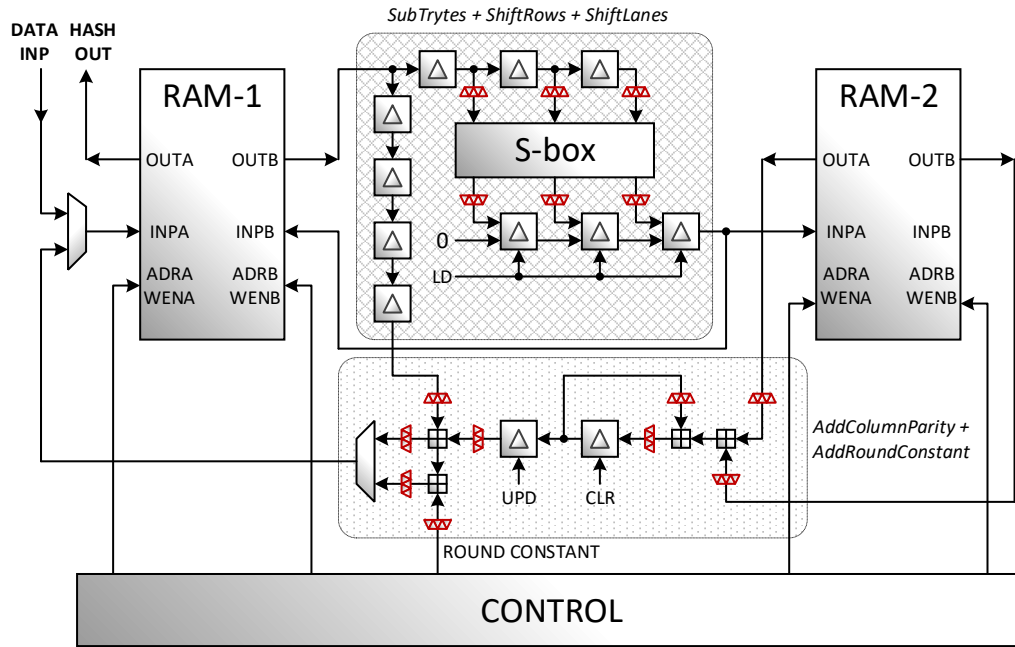 SubTrytes + ShiftRows + ShiftLanes
DATA HASH
INP OUT
RAM-1
RAM-2
Δ Δ Δ
Δ
S-box
OUTA OUTB
OUTA OUTB
Δ
INPA INPB
INPA INPB
0
Δ Δ Δ
Δ
LD
ADRA ADRB
WENA WENB
ADRA ADRB
WENA WENB
Δ
Δ Δ
AddColumnParity +
AddRoundConstant
UPD CLR
ROUND CONSTANT
CONTROL